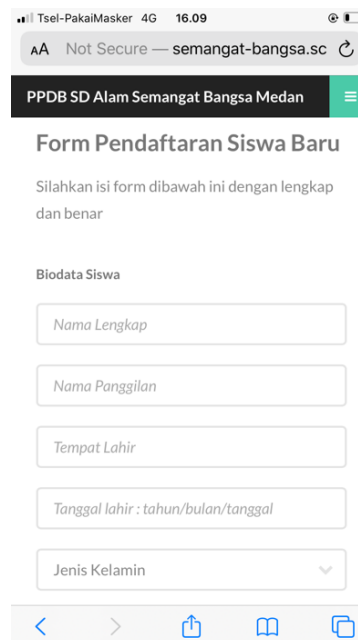 Tsel-PakaiMasker 4G 16.09
AA Not Secure — semangat-bangsa.sc
PPDB SD Alam Semangat Bangsa Medan
Form Pendaftaran Siswa Baru
Silahkan isi form dibawah ini dengan lengkap
dan benar
Biodata Siswa
Nama Lengkap
Nama Panggilan
Tempat Lahir
Tanggal lahir : tahun/bulan/tanggal
Jenis Kelamin